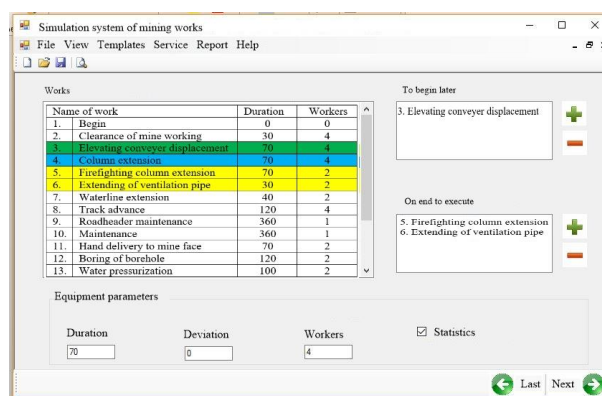 Simulation system of mining works
File View Templates Service Report Help
Works
Name of work Duration Workers
1. Begin 0 0
2. Clearance of mine working 30 4
3. Elevating conveyer displacement 70 4
4. Column extension 70 4
5. Firefighting column extension 70 2
6. Extending of ventilation pipe 30 2
7. Waterline extension 40 2
8. Track advance 120 4
9. Roadheader maintenance 360 1
10. Maintenance 360 1
11. Hand delivery to mine face 70 2
12. Boring of borehole 120 2
13. Water pressurization 100 2
To begin later
3. Elevating conveyer displacement
On end to execute
5. Firefighting column extension
6. Extending of ventilation pipe
Equipment parameters
Duration Deviation Workers Statistics
70 0 4
Last Next